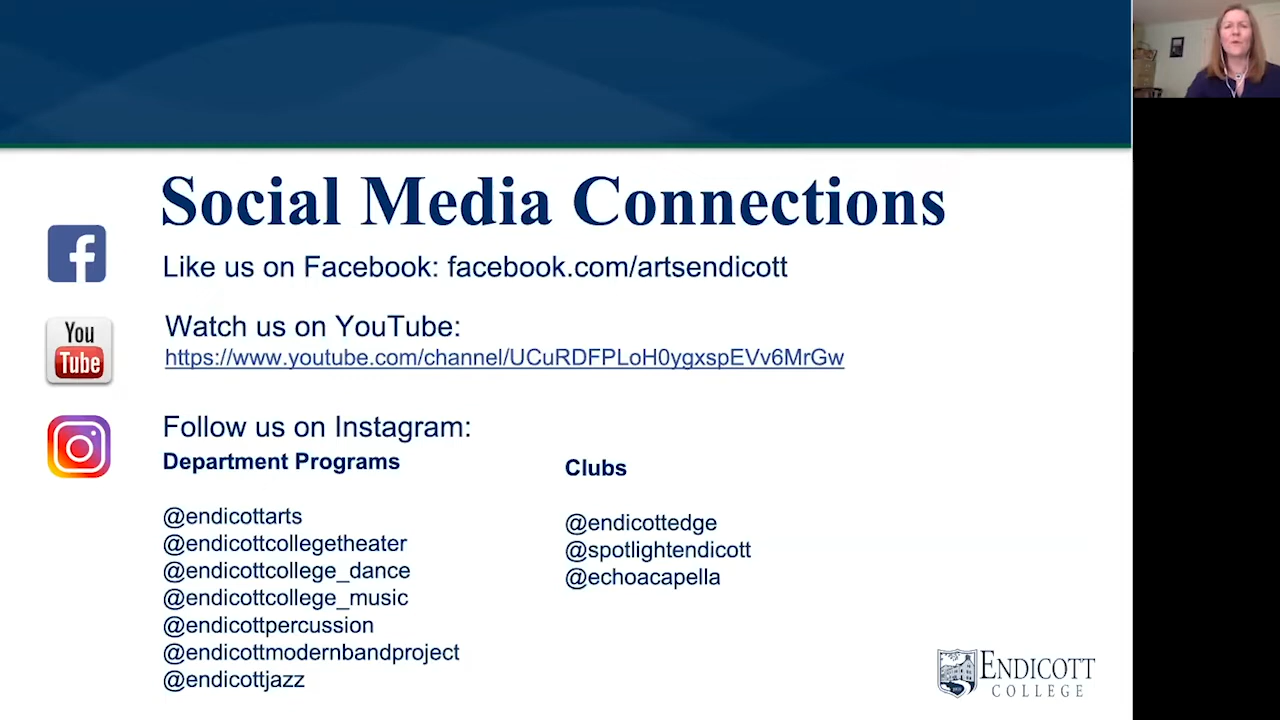 Social Media Connections
Like us on Facebook: facebook.com/artsendicott
You
Tube
Watch us on YouTube:
https://www.youtube.com/channel/UCuRDFPLoH0ygxspEVv6MrGw
Follow us on Instagram:
Department Programs
@endicottarts
@endicottcollegetheater
@endicottcollege_dance
@endicottcollege_music
@endicottpercussion
@endicottmodernbandproject
@endicottjazz
Clubs
@endicottedge
@spotlightendicott
@echoacapella
ENDICOTT
COLLEGE